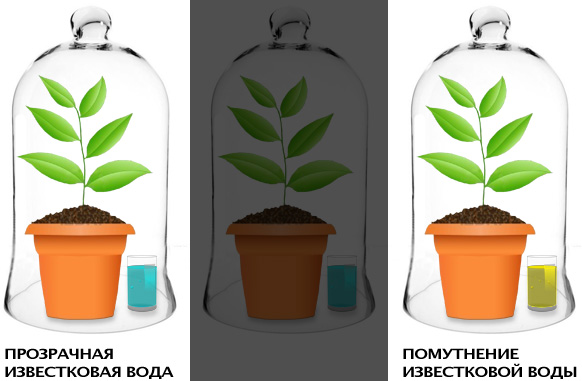 ПРОЗРАЧНАЯ
ИЗВЕСТКОВАЯ ВОДА
ПОМУТНЕНИЕ
ИЗВЕСТКОВОЙ ВОДЫ